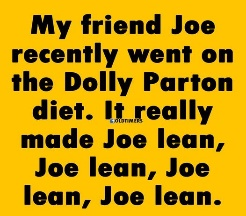 My friend Joe
recently went on
the Dolly Parton
diet. It really
& OLDTIMERS
made Joe lean,
Joe lean, Joe
lean, Joe lean.